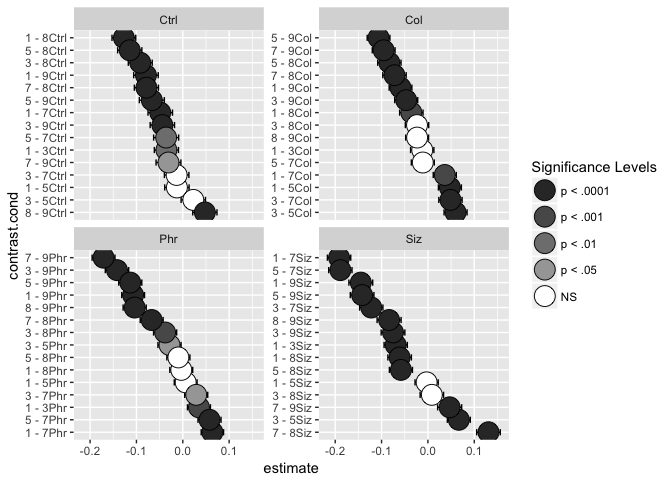 Ctrl
1 - 8Ctrl
5 - 8Ctrl
3 - 8Ctrl
1 - 9Ctrl
7 - 8Ctrl
5 - 9Ctrl
1 - 7Ctrl
3 - 9Ctrl
5 - 7Ctrl
1 - 3Ctrl
7 - 9Ctrl
3 - 7Ctrl
1 - 5Ctrl
3 - 5Ctrl
8 - 9Ctrl
Col
5 - 9Col
7 - 9Col
5 - 8Col
7 - 8Col
1 - 9Col
3 - 9Col
1 - 8Col
3 - 8Col
8 - 9Col
1 - 3Col
5 - 7Col
3 - 7Col
1 - 5Col
1 - 7Col
3 - 5Col
Phr
7 - 9Phr
3 - 9Phr
5 - 9Phr
1 - 9Phr
8 - 9Phr
7 - 8Phr
3 - 8Phr
3 - 5Phr
5 - 8Phr
1 - 8Phr
1 - 5Phr
3 - 7Phr
1 - 3Phr
5 - 7Phr
1 - 7Phr
-0.2 -0.1 0.0 0.1
Siz
1 - 7Siz
5 - 7Siz
1 - 9Siz
5 - 9Siz
3 - 7Siz
8 - 9Siz
3 - 9Siz
1 - 3Siz
1 - 8Siz
5 - 8Siz
1 - 5Siz
3 - 8Siz
7 - 9Siz
3 - 5Siz
7 - 8Siz
-0.2 -0.1 0.0 0.1
contrast.cond
estimate
Significance Levels
p < .0001
p < .001
p < .01
p < .05
NS